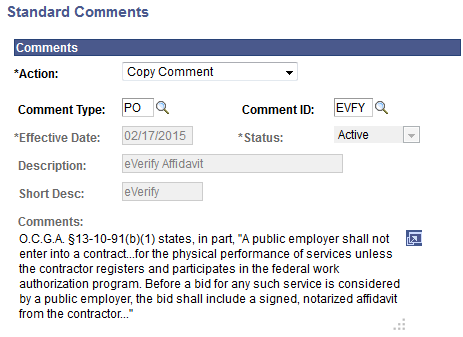 Standard Comments
Comments
*Action: Copy Comment
Comment Type: PO Comment ID: EVFY
*Effective Date: 02/17/2015 *Status: Active
Description: eVerify Affidavit
Short Desc: eVerify
Comments:
O.C.G.A. §13-10-91(b)(1) states, in part, "A public employer shall not
enter into a contract...for the physical performance of services unless
the contractor registers and participates in the federal work
authorization program. Before a bid for any such service is considered
by a public employer, the bid shall include a signed, notarized affidavit
from the contractor..."